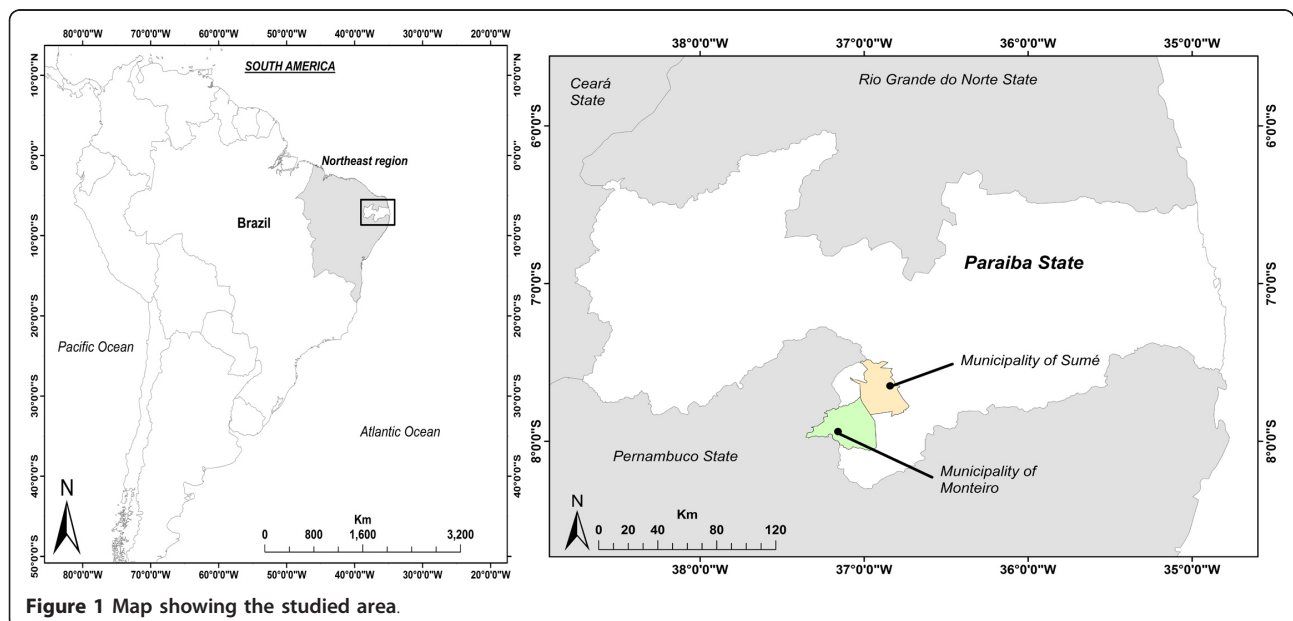 80°0'0"W 70°0'0"W 60°0'0"W 50°0'0"W 40°0'0"W 30°0'0"W 20°0'0"W
SOUTH AMERICA
10°0'0"N
0°0'0"
10°0'0"S
20°0'0"S
30°0'0"S
40°0'0"S
50°0'0"S
Northeast region
Brazil
Pacific Ocean
Atlantic Ocean
N
Km
0 800 1,600 3,200
10°0'0"N
0°0'0"
10°0'0"S
20°0'0"S
30°0'0"S
40°0'0"S
50°0'0"S
80°0'0"W 70°0'0"W 60°0'0"W 50°0'0"W 40°0'0"W 30°0'0"W 20°0'0"W
38°0'0"W 37°0'0"W 36°0'0"W 35°0'0"W
6°0'0"S
7°0'0"S
8°0'0"S
Ceará
State
Rio Grande do Norte State
Paraiba State
Municipality of Sumé
Pernambuco State
Municipality of
Monteiro
N
Km
0 20 40 80 120
6°0'0"S
7°0'0"S
8°0'0"S
38°0'0"W 37°0'0"W 36°0'0"W 35°0'0"W
Figure 1 Map showing the studied area.